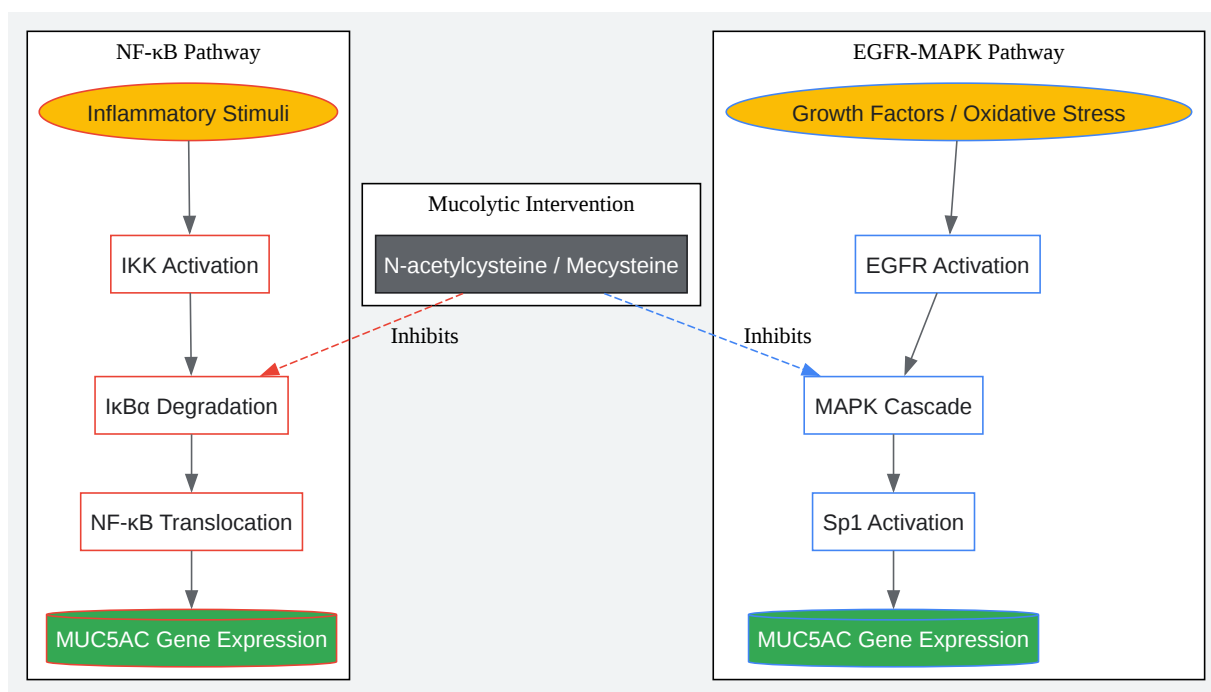 NF-κB Pathway
Inflammatory Stimuli
IKK Activation
IκBα Degradation
NF-κB Translocation
MUC5AC Gene Expression
Mucolytic Intervention
N-acetylcysteine / Mecysteine
Inhibits
Inhibits
EGFR-MAPK Pathway
Growth Factors / Oxidative Stress
EGFR Activation
MAPK Cascade
Sp1 Activation
MUC5AC Gene Expression